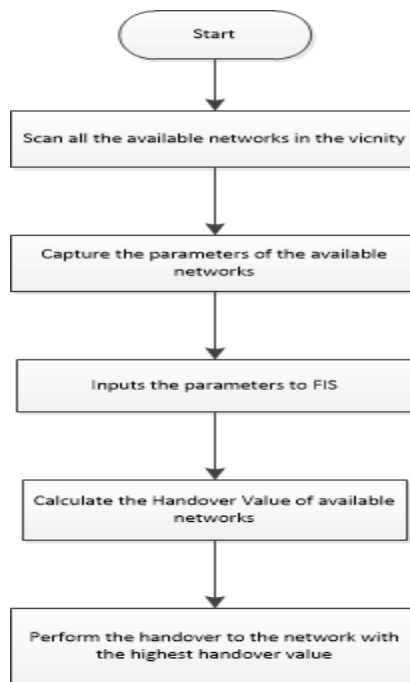 Start
Scan all the available networks in the vicnity
Capture the parameters of the available
networks
Inputs the parameters to FIS
Calculate the Handover Value of available
networks
Perform the handover to the network with
the highest handover value